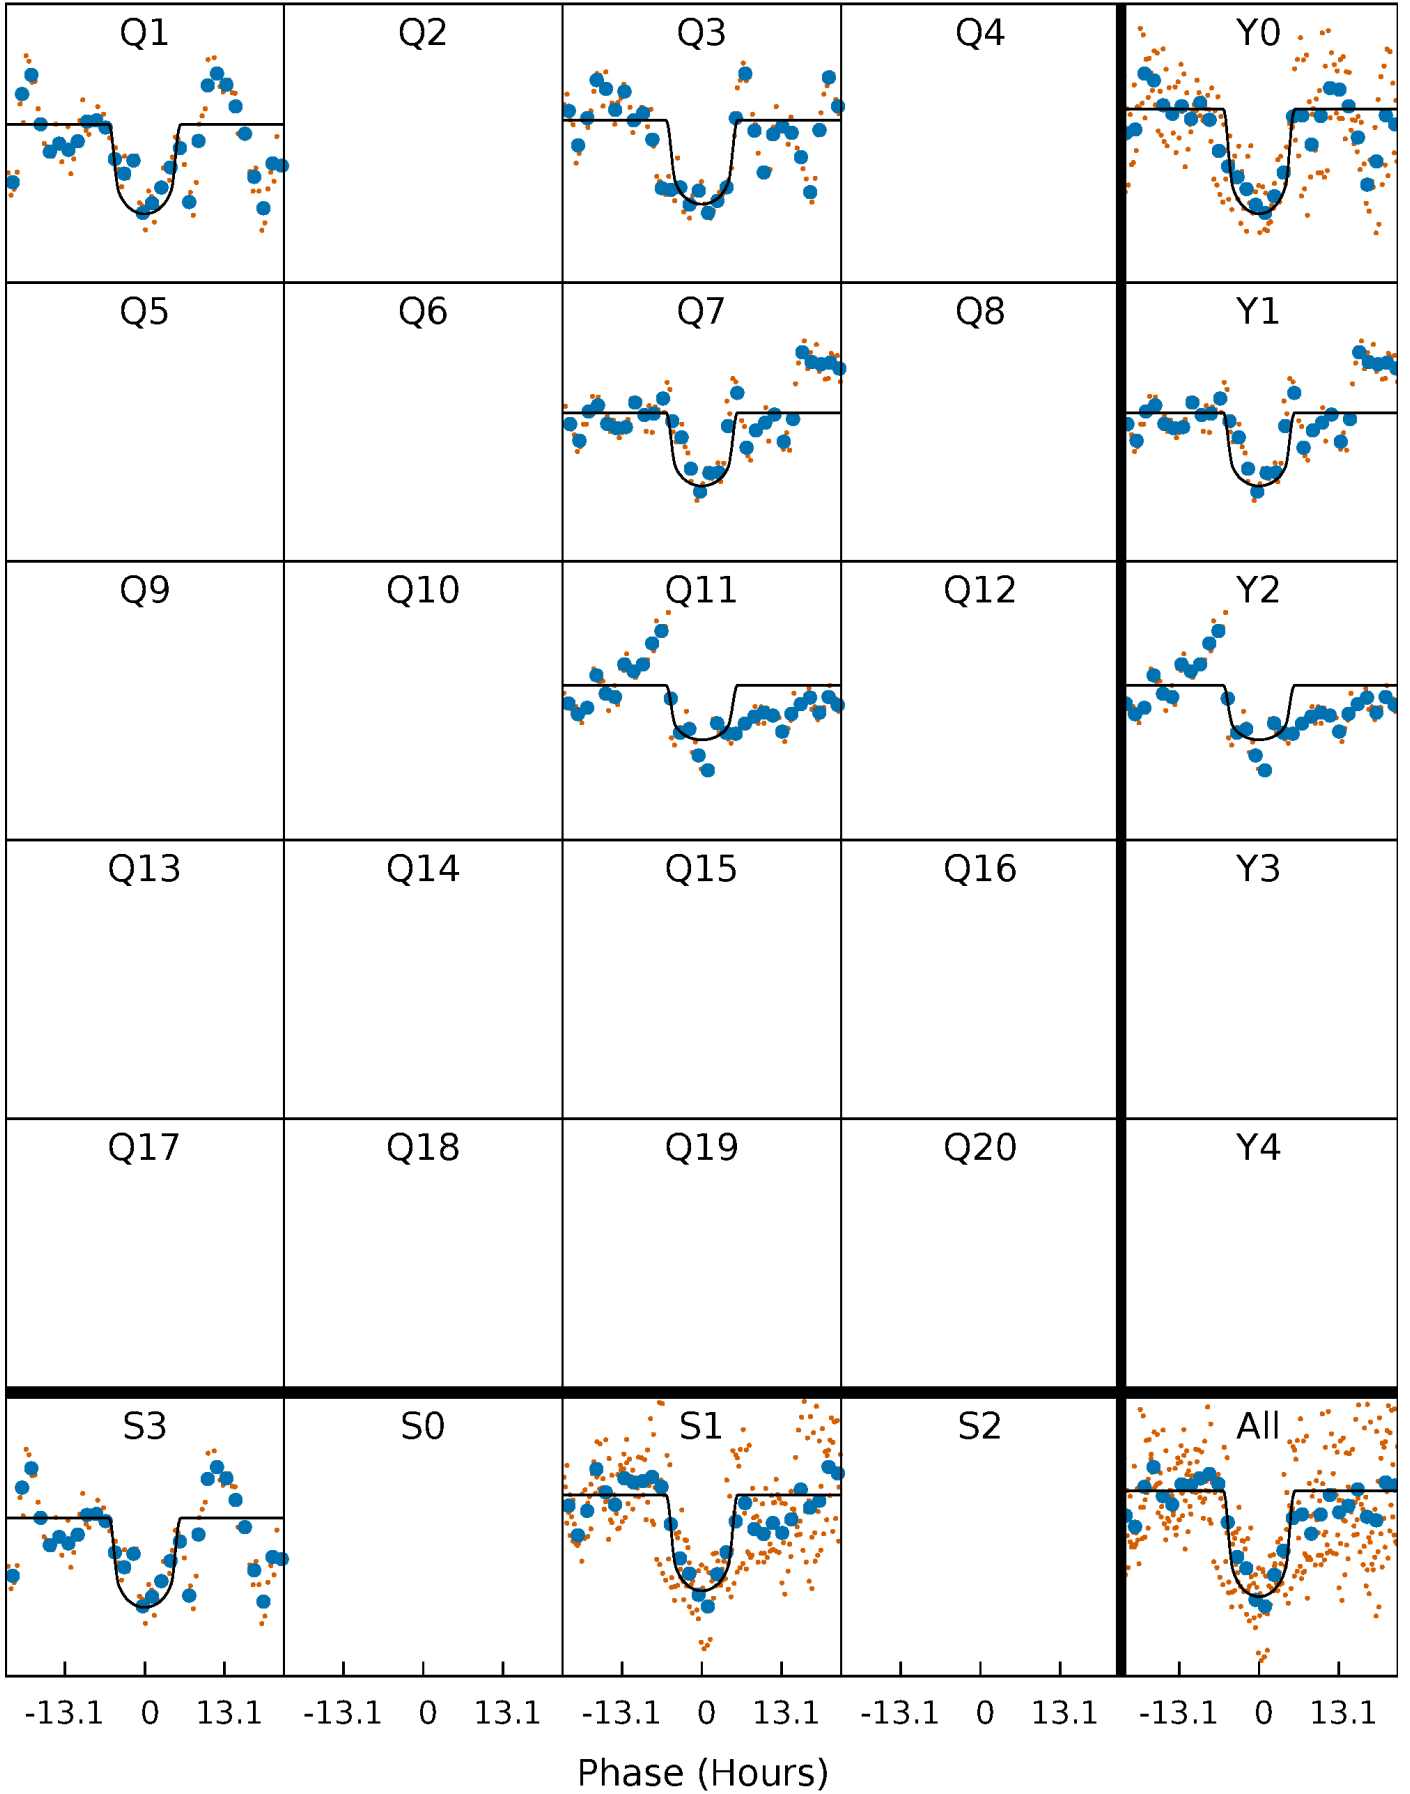 Q1 Q2 Q3 Q4 Y0
Q5 Q6 Q7 Q8 Y1
Q9 Q10 Q11 Q12 Y2
Q13 Q14 Q15 Q16 Y3
Q17 Q18 Q19 Q20 Y4
S3 S0 S1 S2 All
-13.1 0 13.1 -13.1 0 13.1 -13.1 0 13.1 -13.1 0 13.1 -13.1 0 13.1
Phase (Hours)